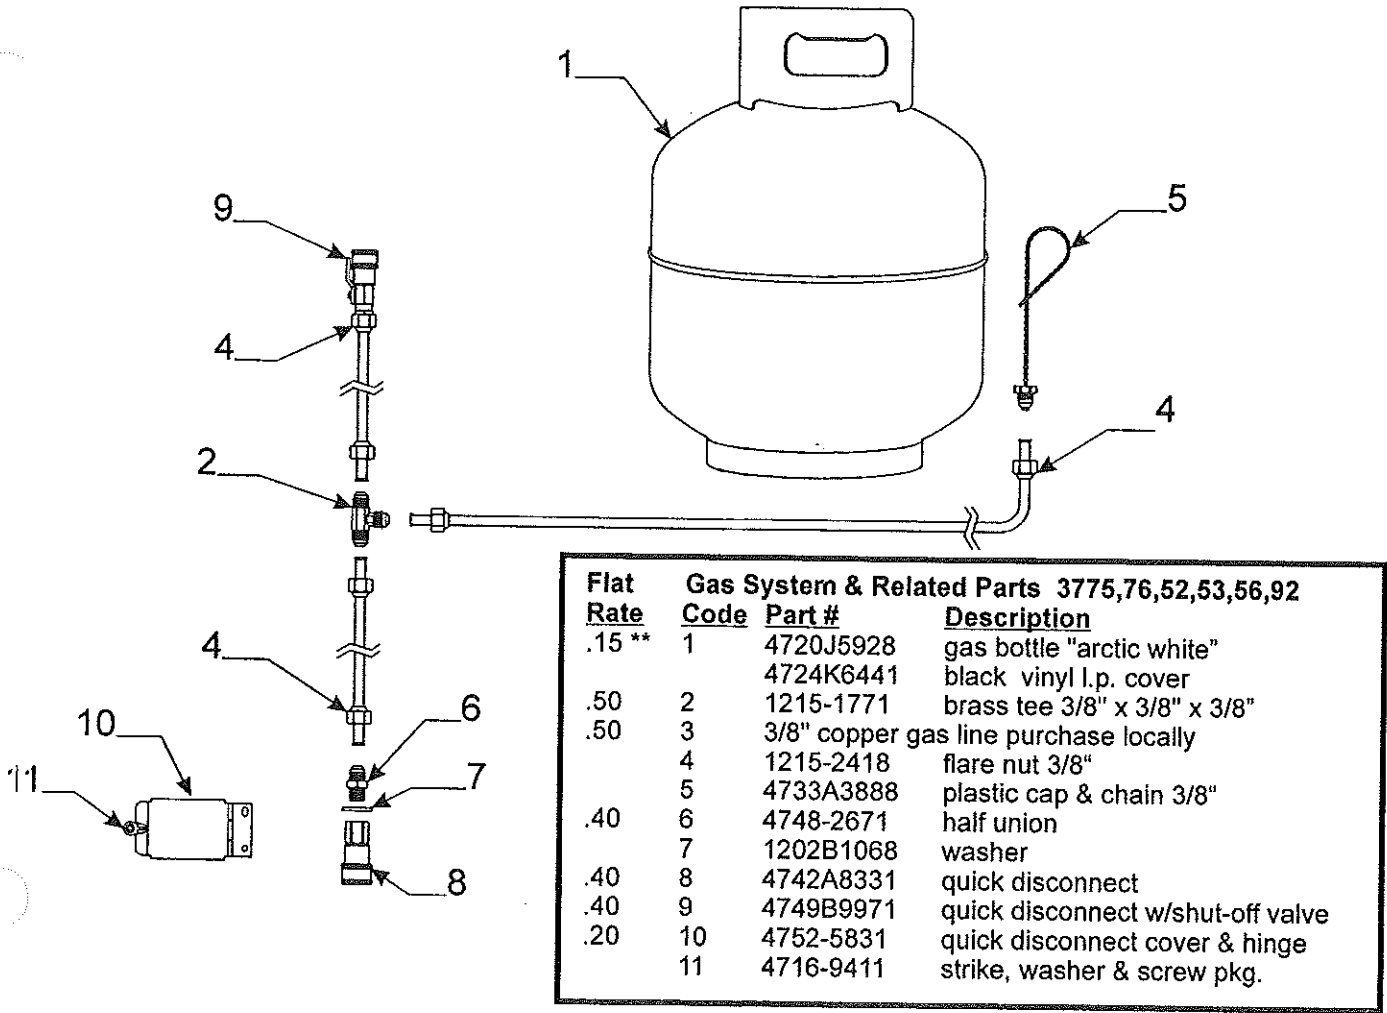 1
5
9
4
4
2
4
6
10
7
11
8
Flat Gas System & Related Parts 3775,76,52,53,56,92
Rate Code Part # Description
.15 ** 1 4720J5928 gas bottle "arctic white"
4724K6441 black vinyl l.p. cover
.50 2 1215-1771 brass tee 3/8" x 3/8" x 3/8"
.50 3 3/8" copper gas line purchase locally
4 1215-2418 flare nut 3/8"
5 4733A3888 plastic cap & chain 3/8"
.40 6 4748-2671 half union
7 1202B1068 washer
.40 8 4742A8331 quick disconnect
.40 9 4749B9971 quick disconnect w/shut-off valve
.20 10 4752-5831 quick disconnect cover & hinge
11 4716-9411 strike, washer & screw pkg.